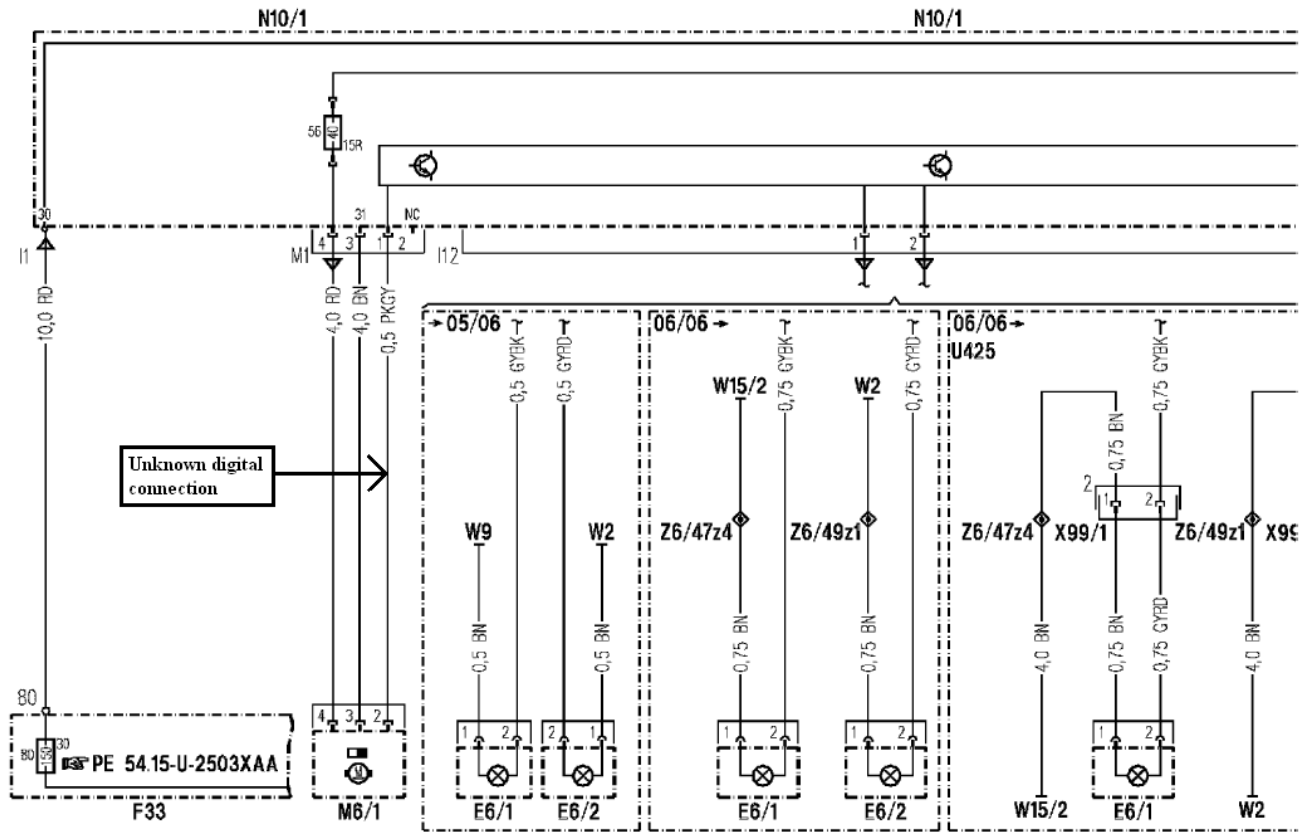 N10/1 N10/1
56 40 15R
30 31 NC
I1 M1 4 3 1 2 I12 1 2
10,0 RD 4,0 RD 4,0 BN 0,5 PKGY
→ 05/06 0,5 GYBK 0,5 GYRD
06/06 → 0,75 GYBK 0,75 GYRD
06/06 →
U425
0,75 GYBK
W15/2 W2
0,75 BN
Unknown digital
connection
2 1 2
W9 W2 Z6/47z4 Z6/49z1 Z6/47z4 X99/1 Z6/49z1 X99
0,5 BN 0,5 BN 0,75 BN 0,75 BN 4,0 BN 0,75 BN 0,75 GYRD 4,0 BN
80
4 3 2 1 2 2 1 1 2 1 2 1 2
80 30
PE 54.15-U-2503XAA
M
F33 M6/1 E6/1 E6/2 E6/1 E6/2 W15/2 E6/1 W2